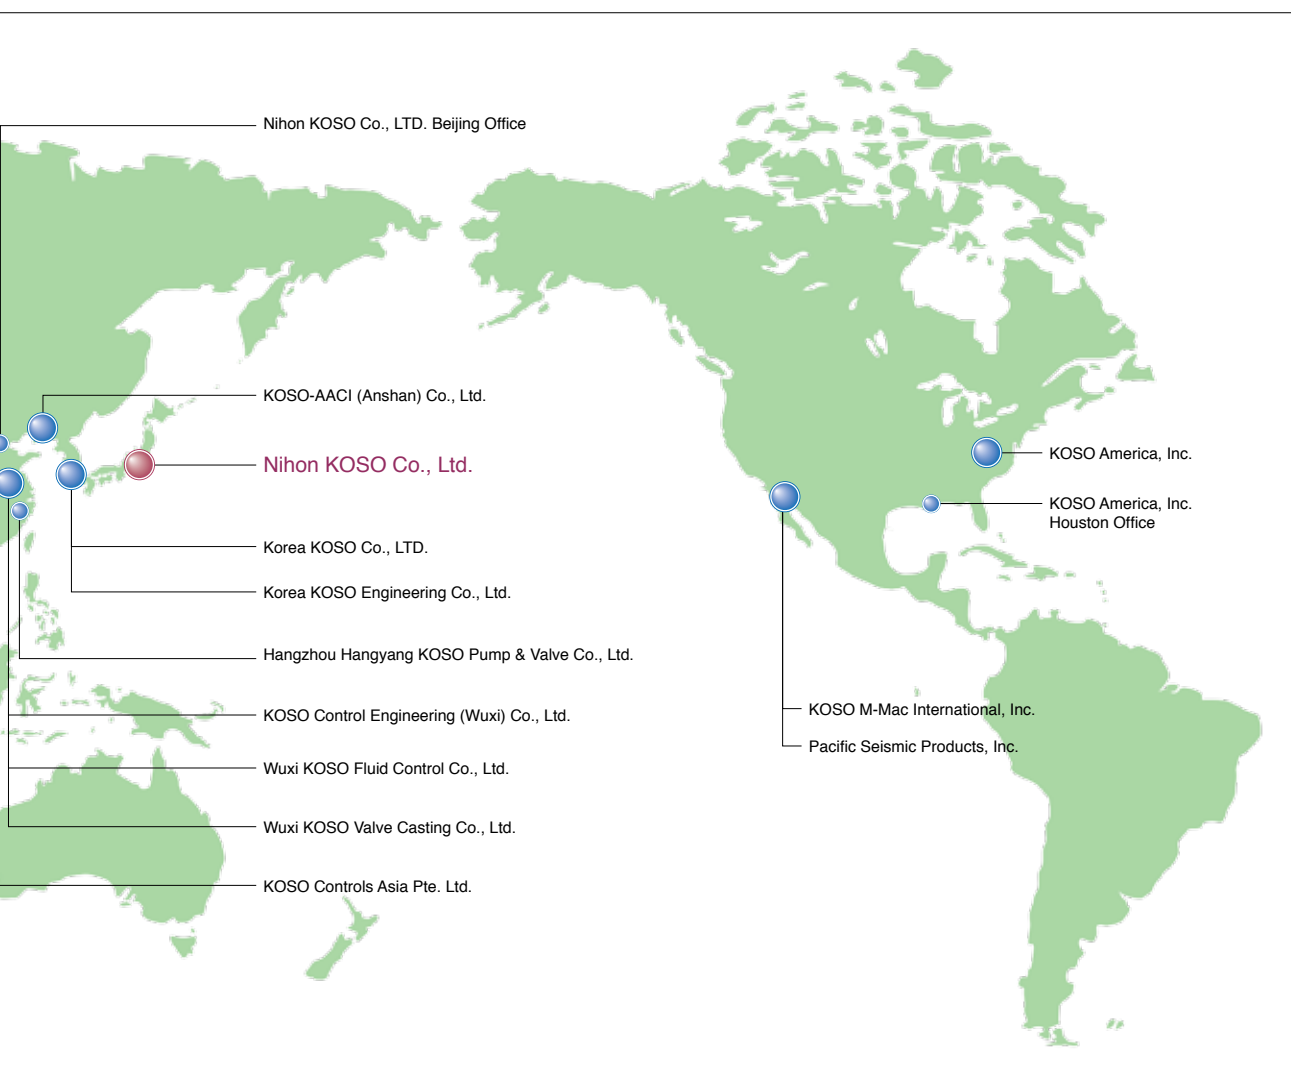 Nihon KOSO Co., LTD. Beijing Office
KOSO-AACI (Anshan) Co., Ltd.
Nihon KOSO Co., Ltd.
KOSO America, Inc.
KOSO America, Inc.
Houston Office
Korea KOSO Co., LTD.
Korea KOSO Engineering Co., Ltd.
Hangzhou Hangyang KOSO Pump & Valve Co., Ltd.
KOSO Control Engineering (Wuxi) Co., Ltd.
KOSO M-Mac International, Inc.
Pacific Seismic Products, Inc.
Wuxi KOSO Fluid Control Co., Ltd.
Wuxi KOSO Valve Casting Co., Ltd.
KOSO Controls Asia Pte. Ltd.